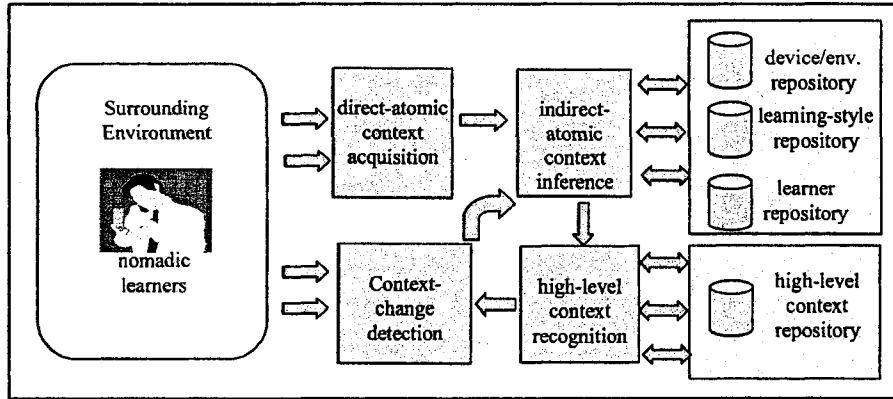 Surrounding
Environment
nomadic
learners
direct-atomic
context
acquisition
indirect-
atomic
context
inference
device/env.
repository
learning-style
repository
learner
repository
Context-
change
detection
high-level
context
recognition
high-level
context
repository